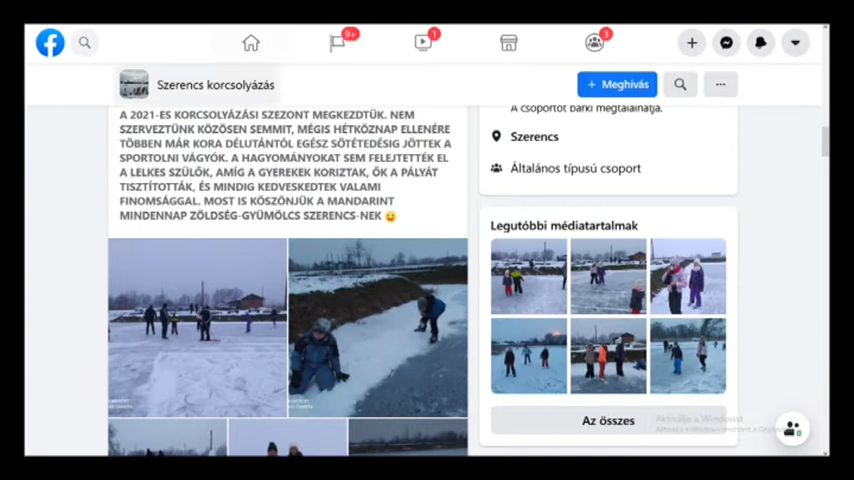 9+
1
3
Szerencs korcsolyázás
+ Meghívás
A 2021-ES KORCSOLYÁZÁSI SZEZONT MEGKEZDTÜK. NEM
SZERVEZTÜNK KÖZÖSEN SEMMIT, MÉGIS HÉTKÖZNAP ELLENÉRE
TÖBBEN MÁR KORA DÉLUTÁNTÓL EGÉSZ SÖTÉTEDÉSIG JÖTTEK A
SPORTOLNI VÁGYÓK. A HAGYOMÁNYOKAT SEM FELEJTETTÉK EL
A LELKES SZÜLŐK, AMÍG A GYEREKEK KORIZTAK, ŐK A PÁLYÁT
TISZTÍTOTTÁK, ÉS MINDIG KEDVESKEDTEK VALAMI
FINOMSÁGGAL. MOST IS KÖSZÖNJÜK A MANDARINT
MINDENNAP ZÖLDSÉG-GYÜMÖLCS SZERENCS-NEK 😀
A csoportot bárki megtalálhatja.
Szerencs
Általános típusú csoport
Legutóbbi médiatartalmak
Az összes
Aktiválja a Windowst